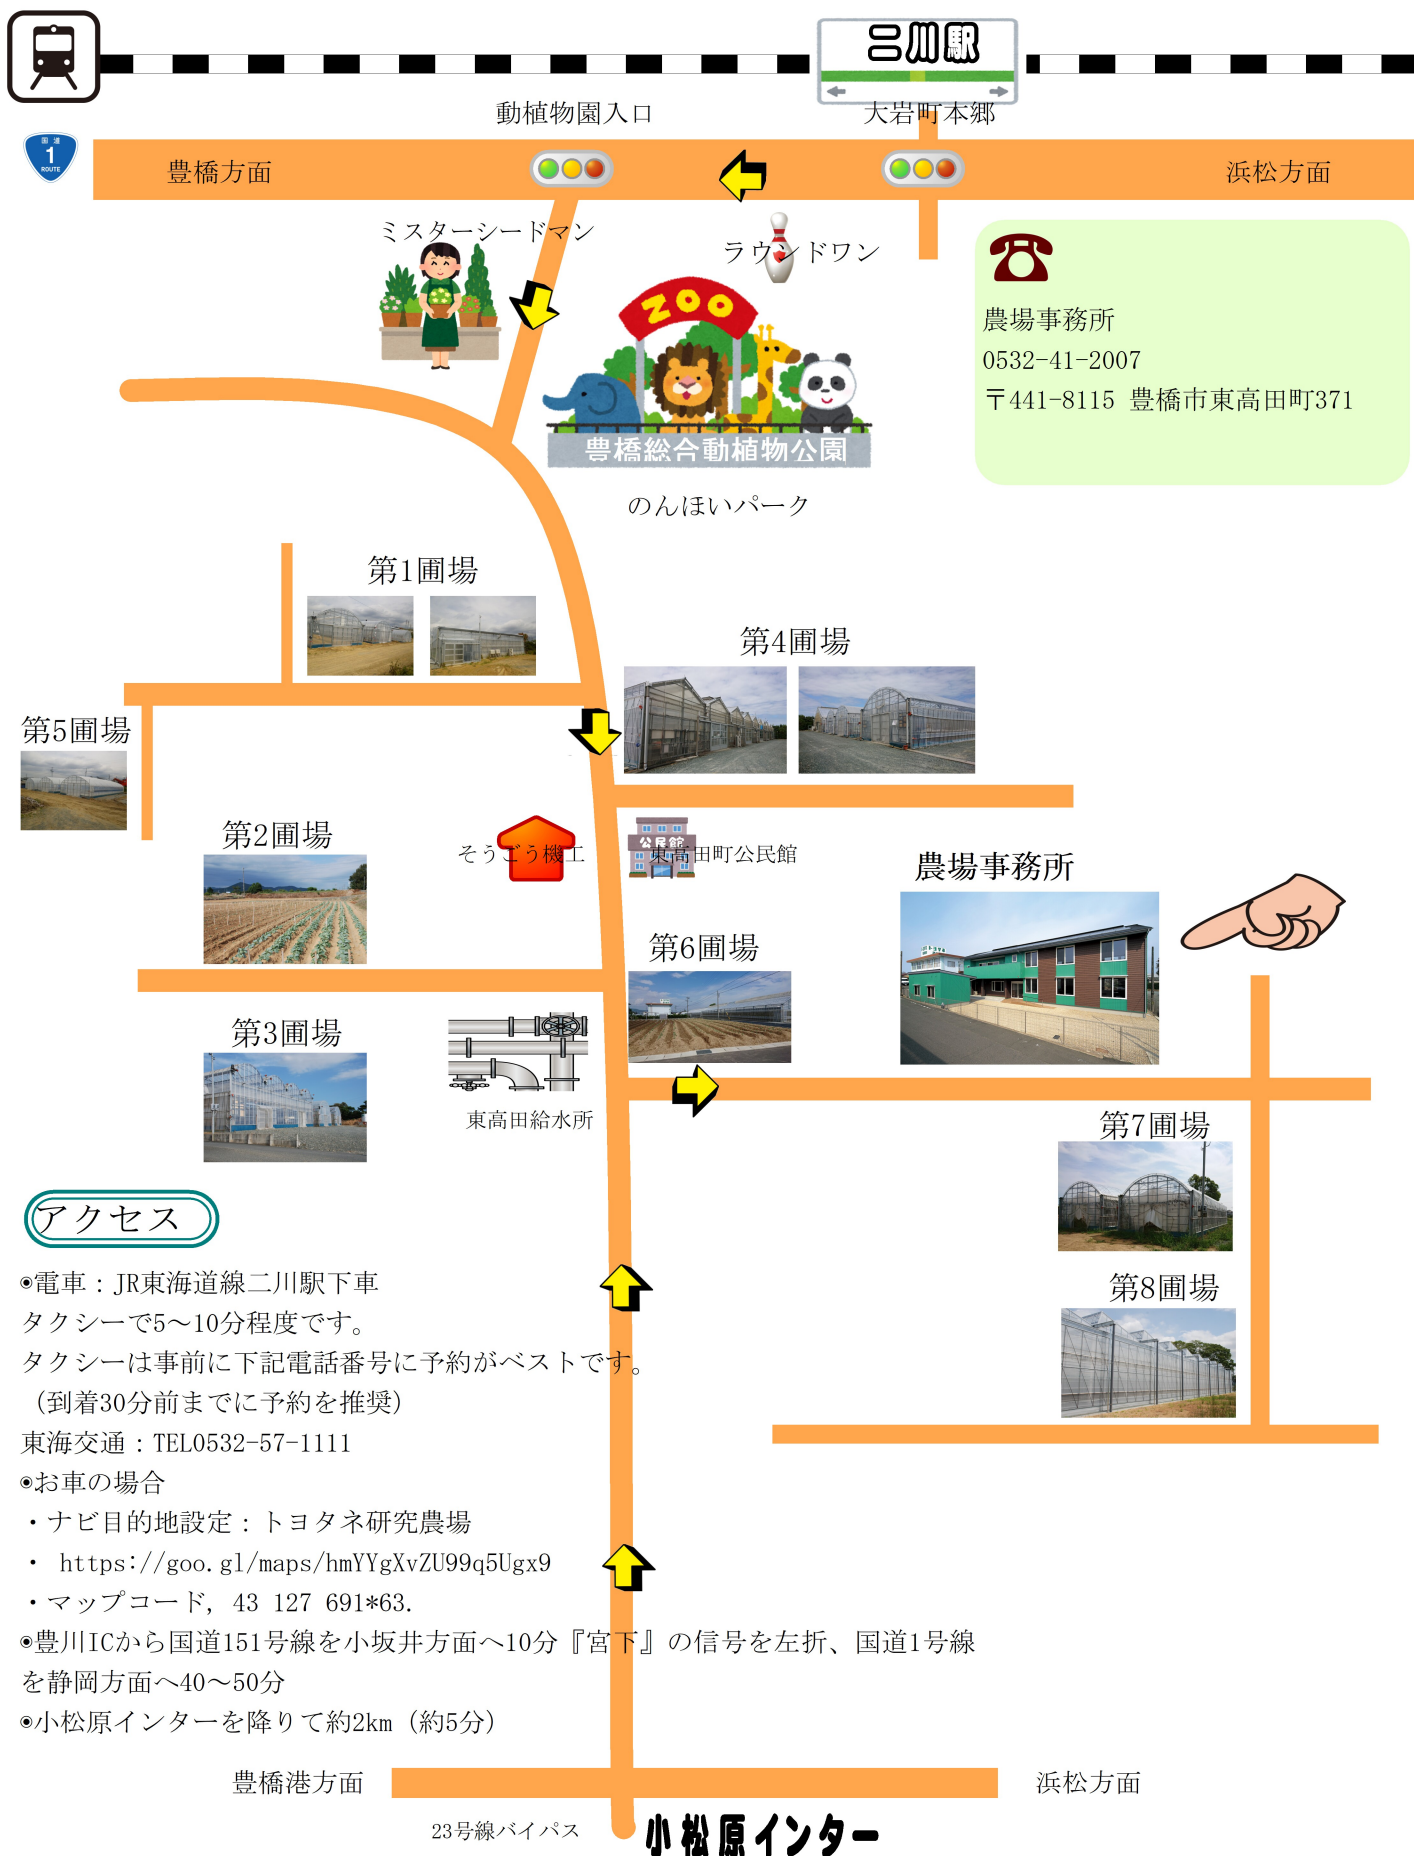 二川駅
動植物園入口
大岩町本郷
国道
1
ROUTE
豊橋方面
浜松方面
ミスターシードマン
ラウンドワン
ZOO
豊橋総合動植物公園
のんほいパーク
農場事務所
0532-41-2007
〒441-8115 豊橋市東高田町371
第1圃場
第4圃場
第5圃場
第2圃場
そうごう機工
公民館
東高田町公民館
農場事務所
第6圃場
第3圃場
東高田給水所
第7圃場
第8圃場
アクセス
◉電車：JR東海道線二川駅下車
タクシーで5～10分程度です。
タクシーは事前に下記電話番号に予約がベストです。
（到着30分前までに予約を推奨）
東海交通：TEL0532-57-1111
◉お車の場合
・ナビ目的地設定：トヨタネ研究農場
・ https://goo.gl/maps/hmYYgXvZU99q5Ugx9
・マップコード, 43 127 691*63.
◉豊川ICから国道151号線を小坂井方面へ10分『宮下』の信号を左折、国道1号線
を静岡方面へ40～50分
◉小松原インターを降りて約2km（約5分）
豊橋港方面
浜松方面
23号線バイパス
小松原インター